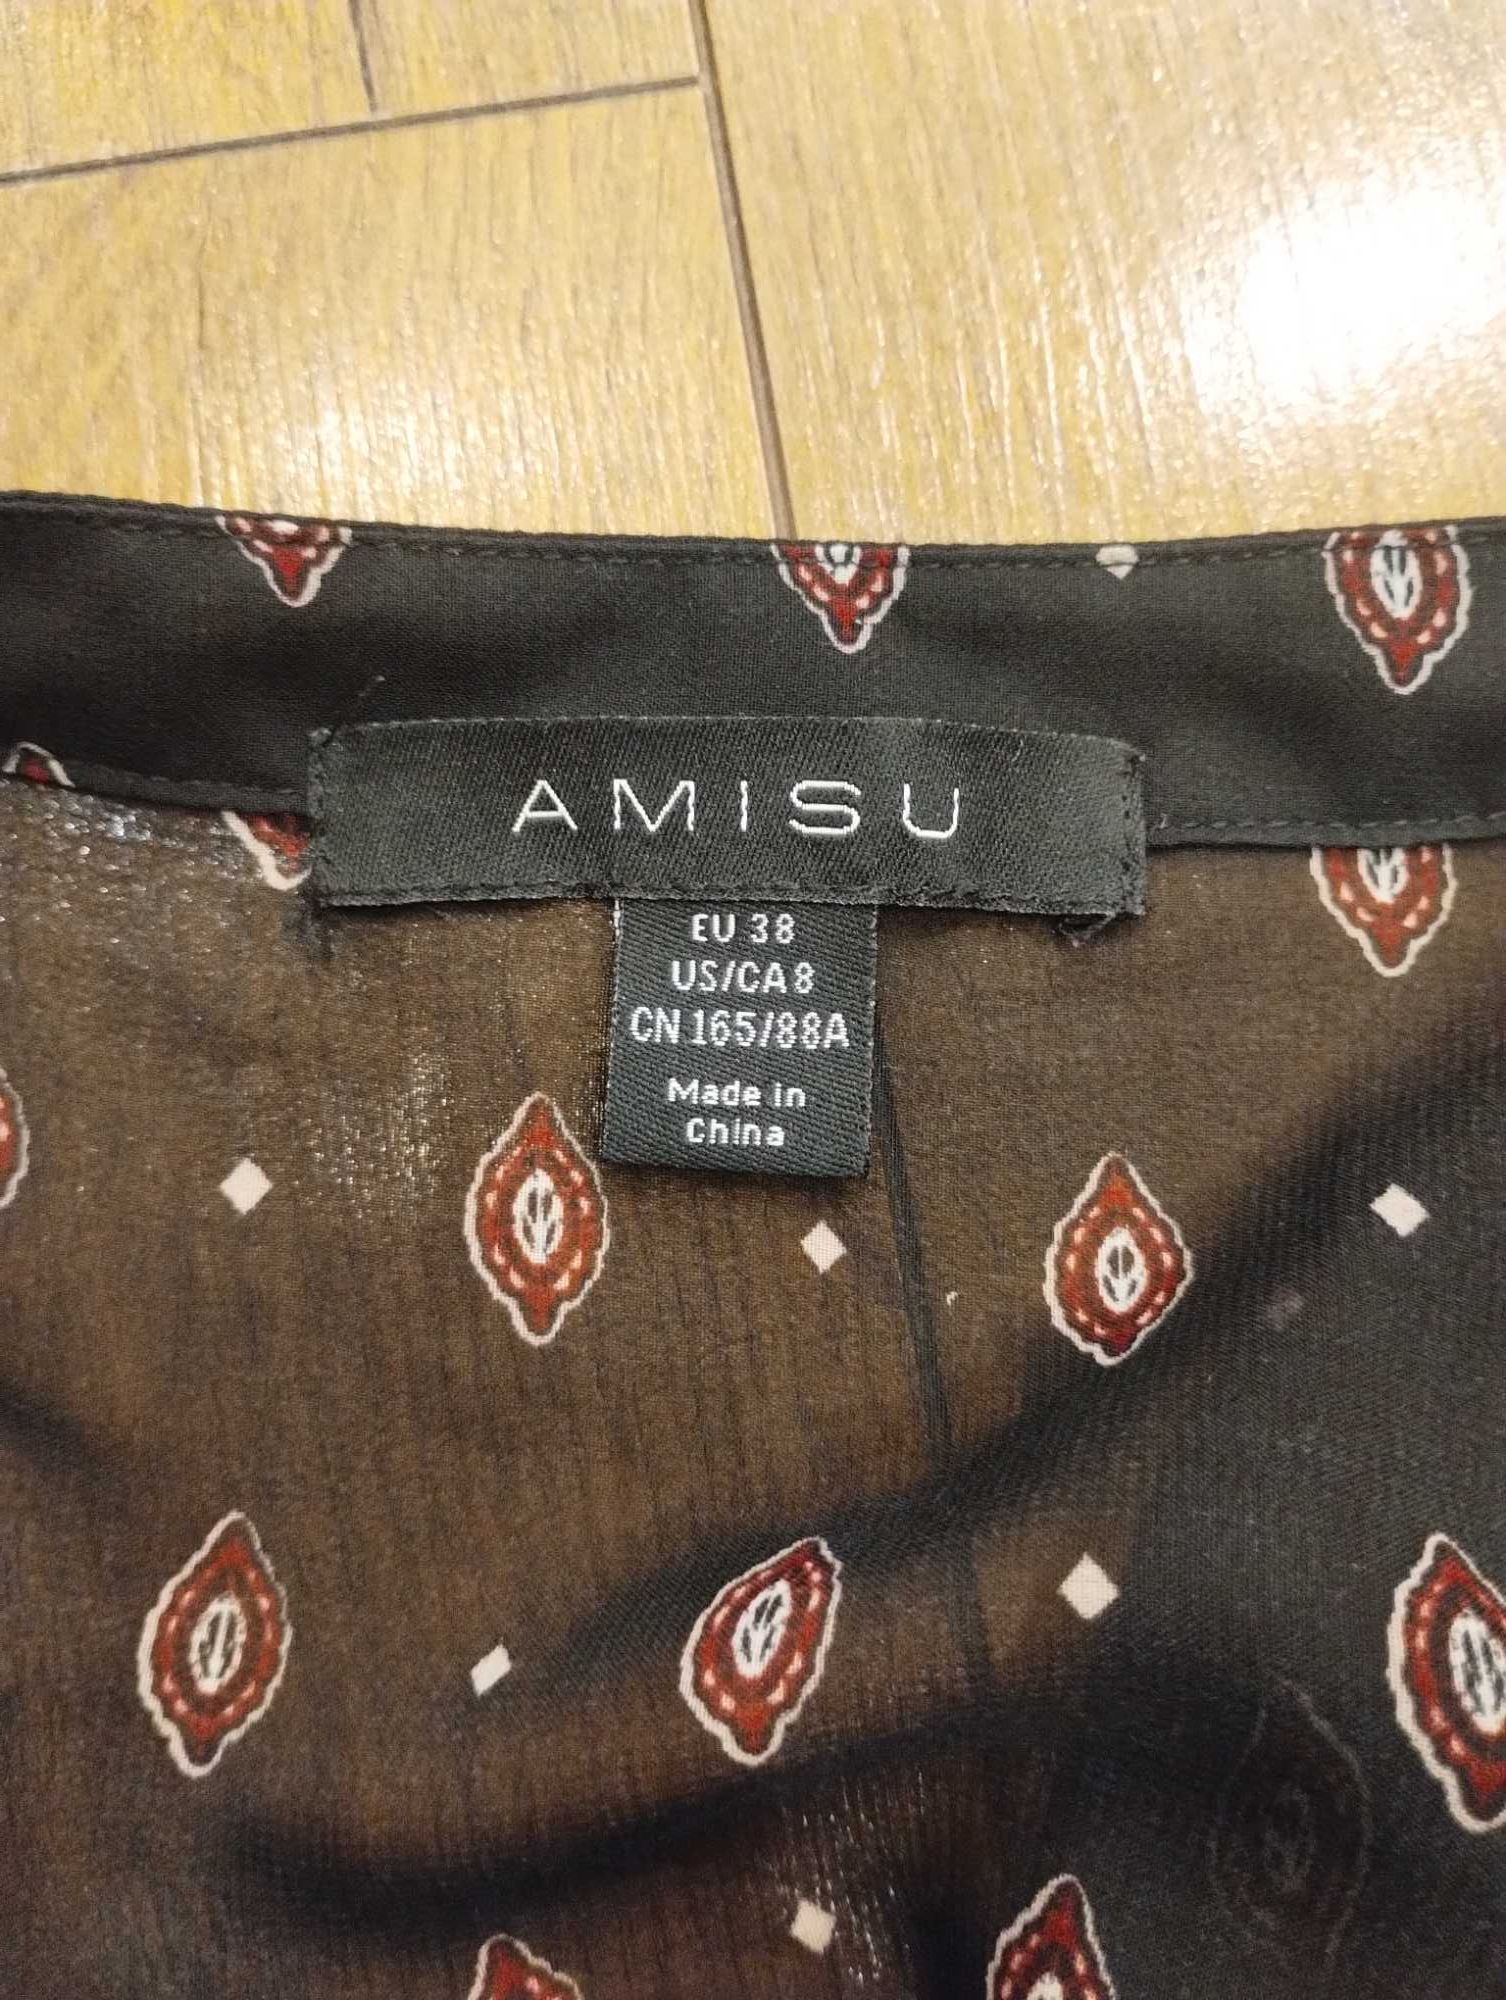 AMISU
EU 38
US/CA 8
CN 165/88A
Made in
China